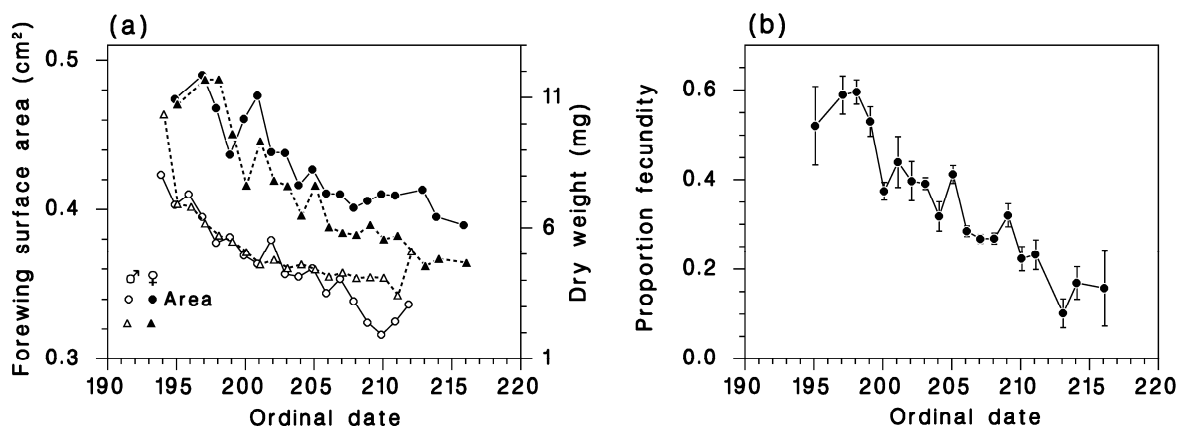 (a)
Forewing surface area (cm²)
0.5
0.4
0.3
11
6
1
Dry weight (mg)
♂ ♀
Area
190 195 200 205 210 215 220
Ordinal date
(b)
Proportion fecundity
0.6
0.4
0.2
0.0
190 195 200 205 210 215 220
Ordinal date